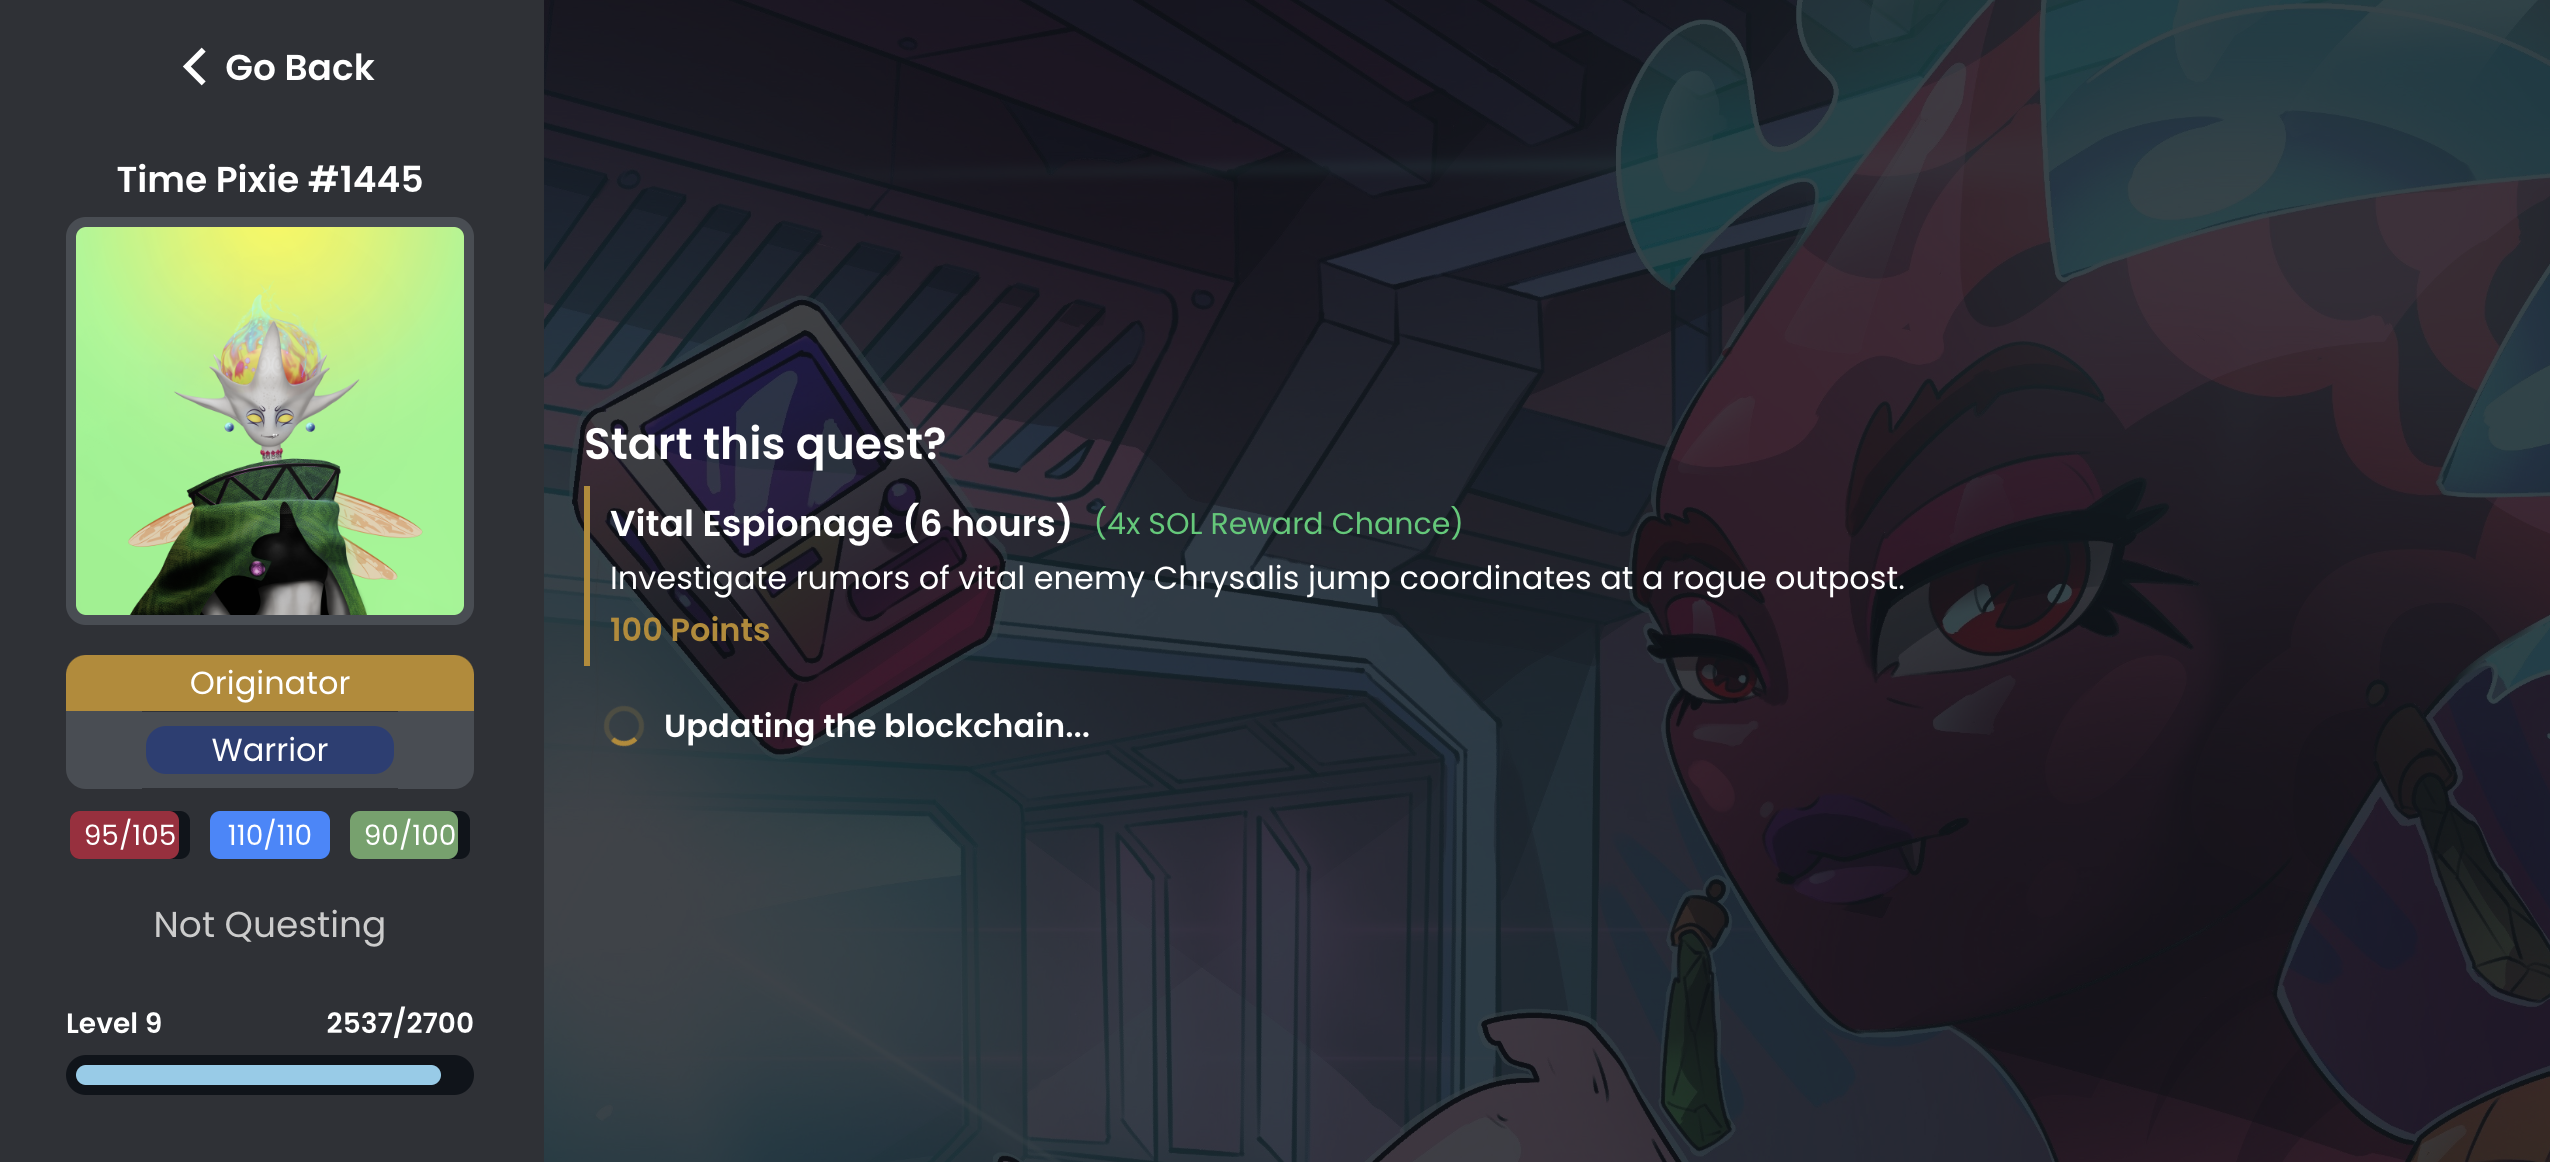 Go Back
Time Pixie #1445
Originator
Warrior
95/105 110/110 90/100
Not Questing
Level 9 2537/2700
Start this quest?
Vital Espionage (6 hours) (4x SOL Reward Chance)
Investigate rumors of vital enemy Chrysalis jump coordinates at a rogue outpost.
100 Points
Updating the blockchain...